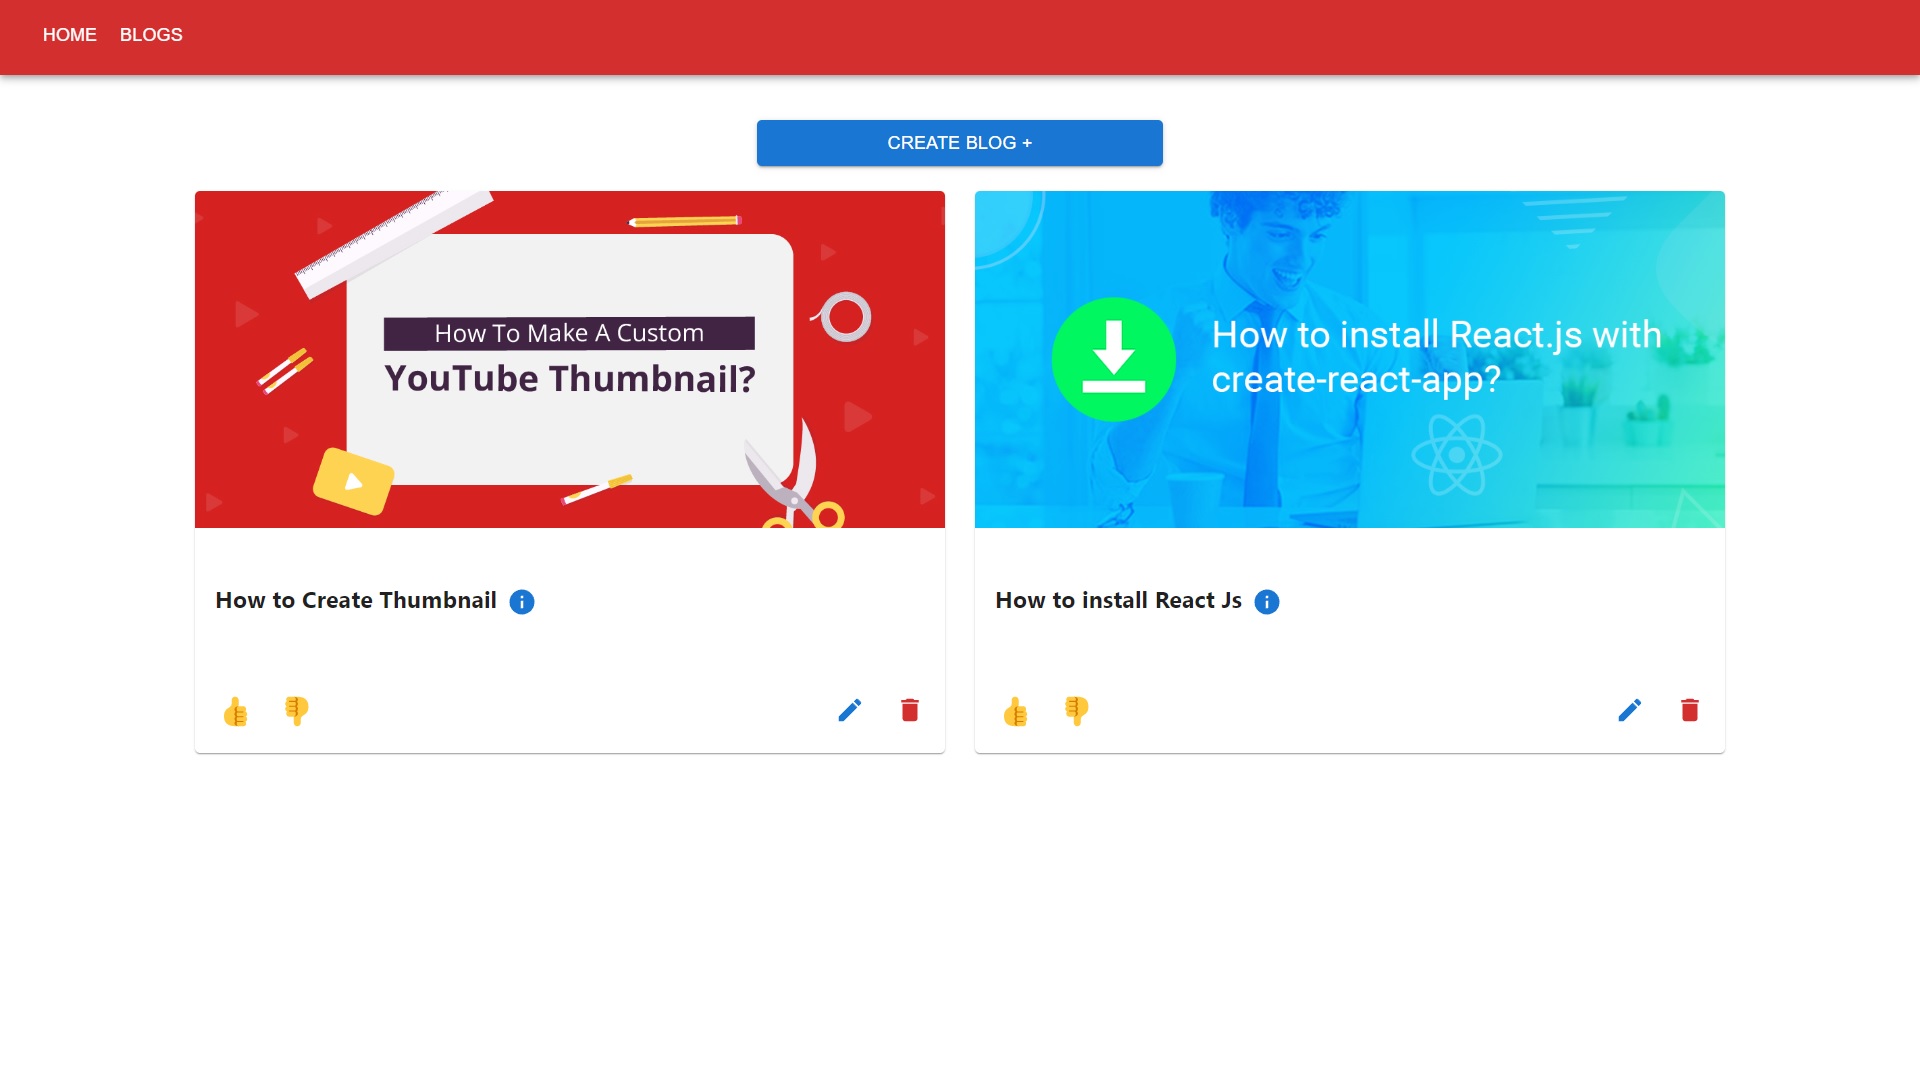 HOME BLOGS
CREATE BLOG +
How To Make A Custom
YouTube Thumbnail?
How to install React.js with
create-react-app?
How to Create Thumbnail
How to install React Js